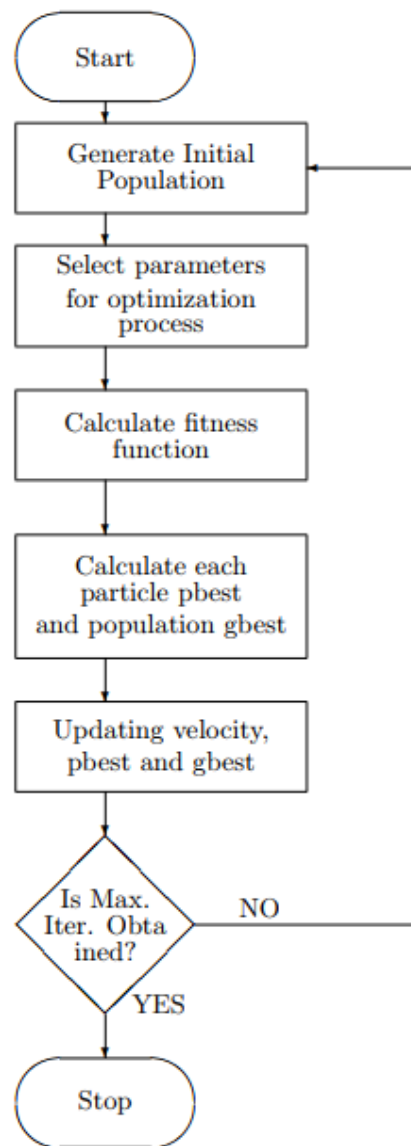 Start
Generate Initial
Population
Select parameters
for optimization
process
Calculate fitness
function
Calculate each
particle pbest
and population gbest
Updating velocity,
pbest and gbest
Is Max.
Iter. Obta
ined?
NO
YES
Stop